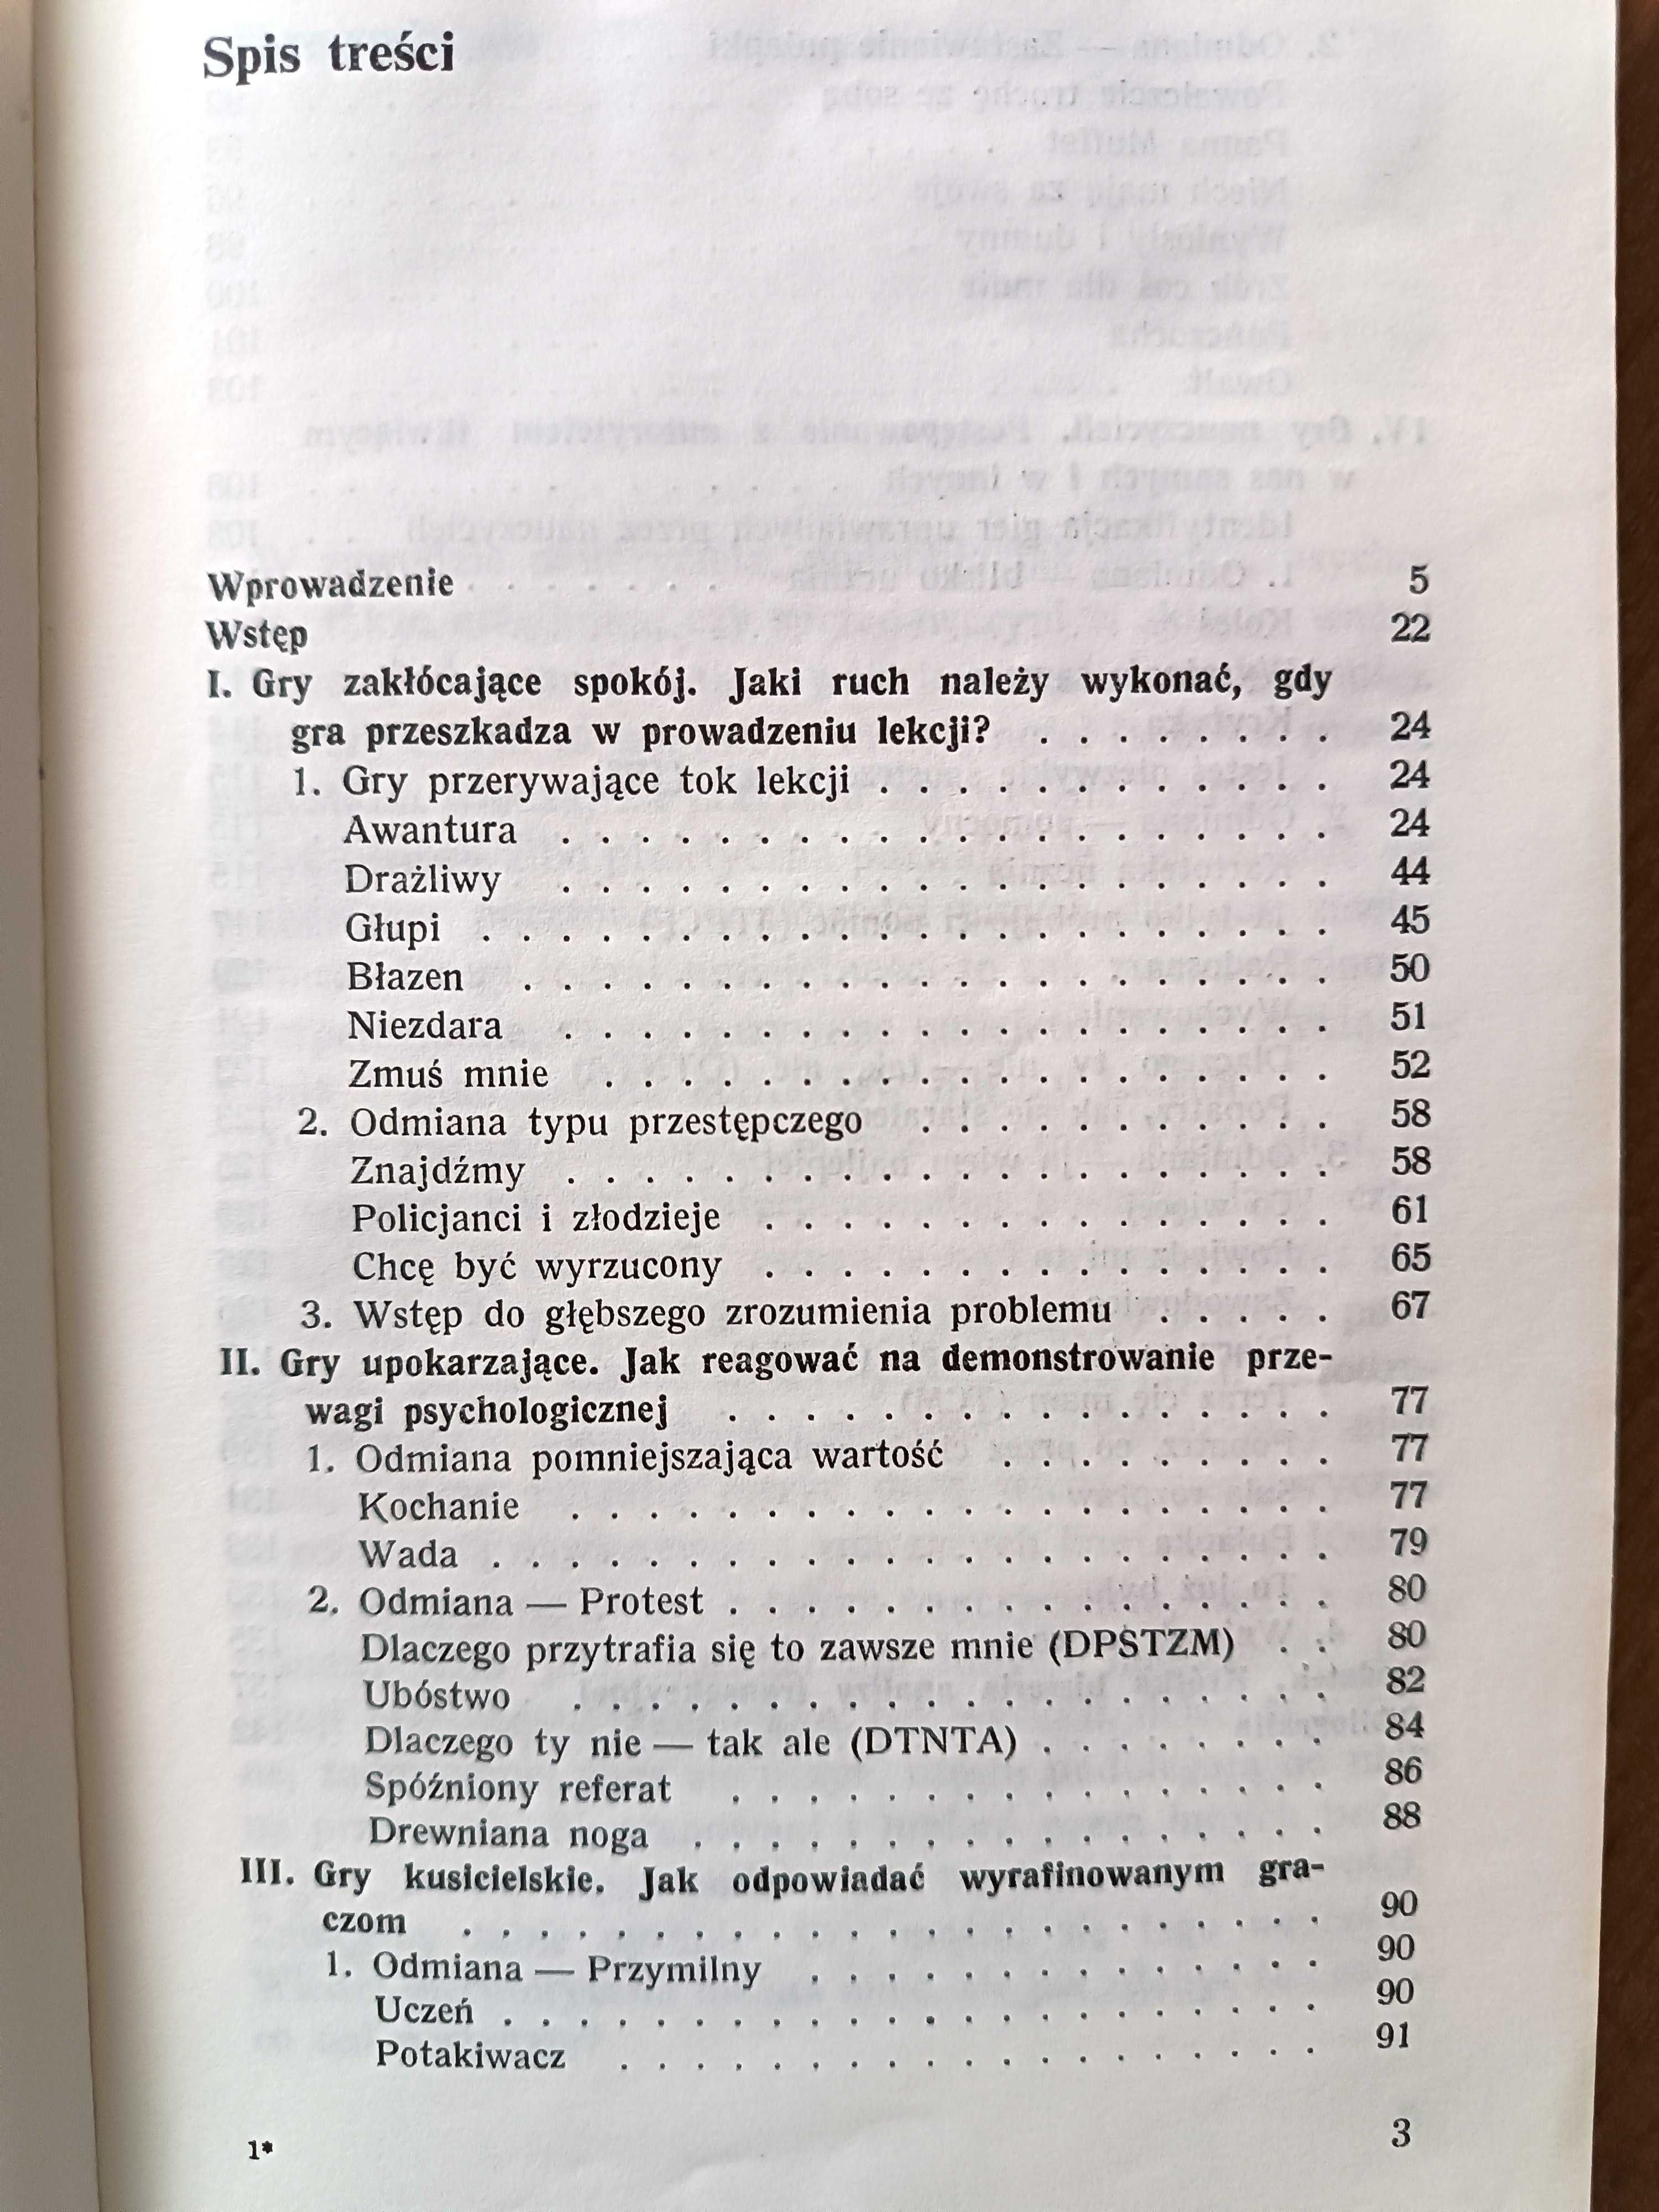 Spis treści
Wprowadzenie . . . . . . . 5
Wstęp 22
I. Gry zakłócające spokój. Jaki ruch należy wykonać, gdy
gra przeszkadza w prowadzeniu lekcji? . . . . . . . . 24
1. Gry przerywające tok lekcji . . . . . . . . . . . . 24
Awantura . . . . . . . . . . . . . . . . . . . . 24
Drażliwy . . . . . . . . . . . . . . . . . . . . 44
Głupi . . . . . . . . . . . . . . . . . . . . . . 45
Błazen . . . . . . . . . . . . . . . . . . . . . 50
Niezdara . . . . . . . . . . . . . . . . . . . . 51
Zmuś mnie . . . . . . . . . . . . . . . . . . . 52
2. Odmiana typu przestępczego . . . . . . . . . . . 58
Znajdźmy . . . . . . . . . . . . . . . . . . . . 58
Policjanci i złodzieje . . . . . . . . . . . . . . . 61
Chcę być wyrzucony . . . . . . . . . . . . . . . 65
3. Wstęp do głębszego zrozumienia problemu . . . . . 67
II. Gry upokarzające. Jak reagować na demonstrowanie prze-
wagi psychologicznej . . . . . . . . . . . . . . . . 77
1. Odmiana pomniejszająca wartość . . . . . . . . . 77
Kochanie . . . . . . . . . . . . . . . . . . . . 77
Wada . . . . . . . . . . . . . . . . . . . . . . 79
2. Odmiana — Protest . . . . . . . . . . . . . . . . 80
Dlaczego przytrafia się to zawsze mnie (DPSTZM) . . 80
Ubóstwo . . . . . . . . . . . . . . . . . . . . 82
Dlaczego ty nie — tak ale (DTNTA) . . . . . . . . 84
Spóźniony referat . . . . . . . . . . . . . . . . 86
Drewniana noga . . . . . . . . . . . . . . . . . 88
III. Gry kusicielskie. Jak odpowiadać wyrafinowanym gra-
czom . . . . . . . . . . . . . . . . . . . . . . . 90
1. Odmiana — Przymilny . . . . . . . . . . . . . . 90
Uczeń . . . . . . . . . . . . . . . . . . . . . . 90
Potakiwacz . . . . . . . . . . . . . . . . . . . 91
1* 3